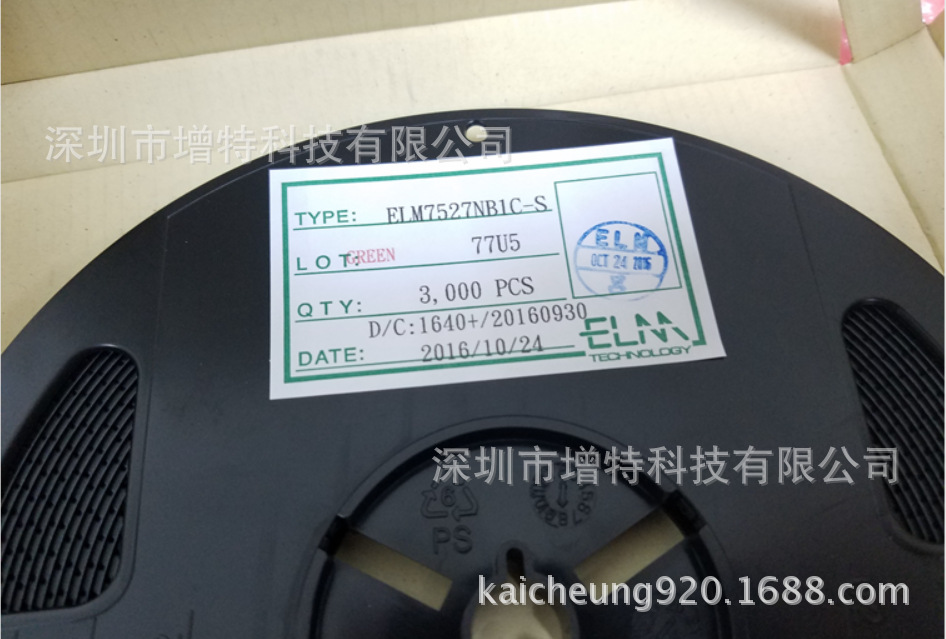 深圳市增特科技有限公司
TYPE: ELM7527NB1C-S
LOT: GREEN 77U5
QTY: 3,000 PCS
D/C:1640+/20160930
DATE: 2016/10/24
ELM
OCT 24 2016
ELM
TECHNOLOGY
深圳市增特科技有限公司
6
PS
kaicheung920.1688.com